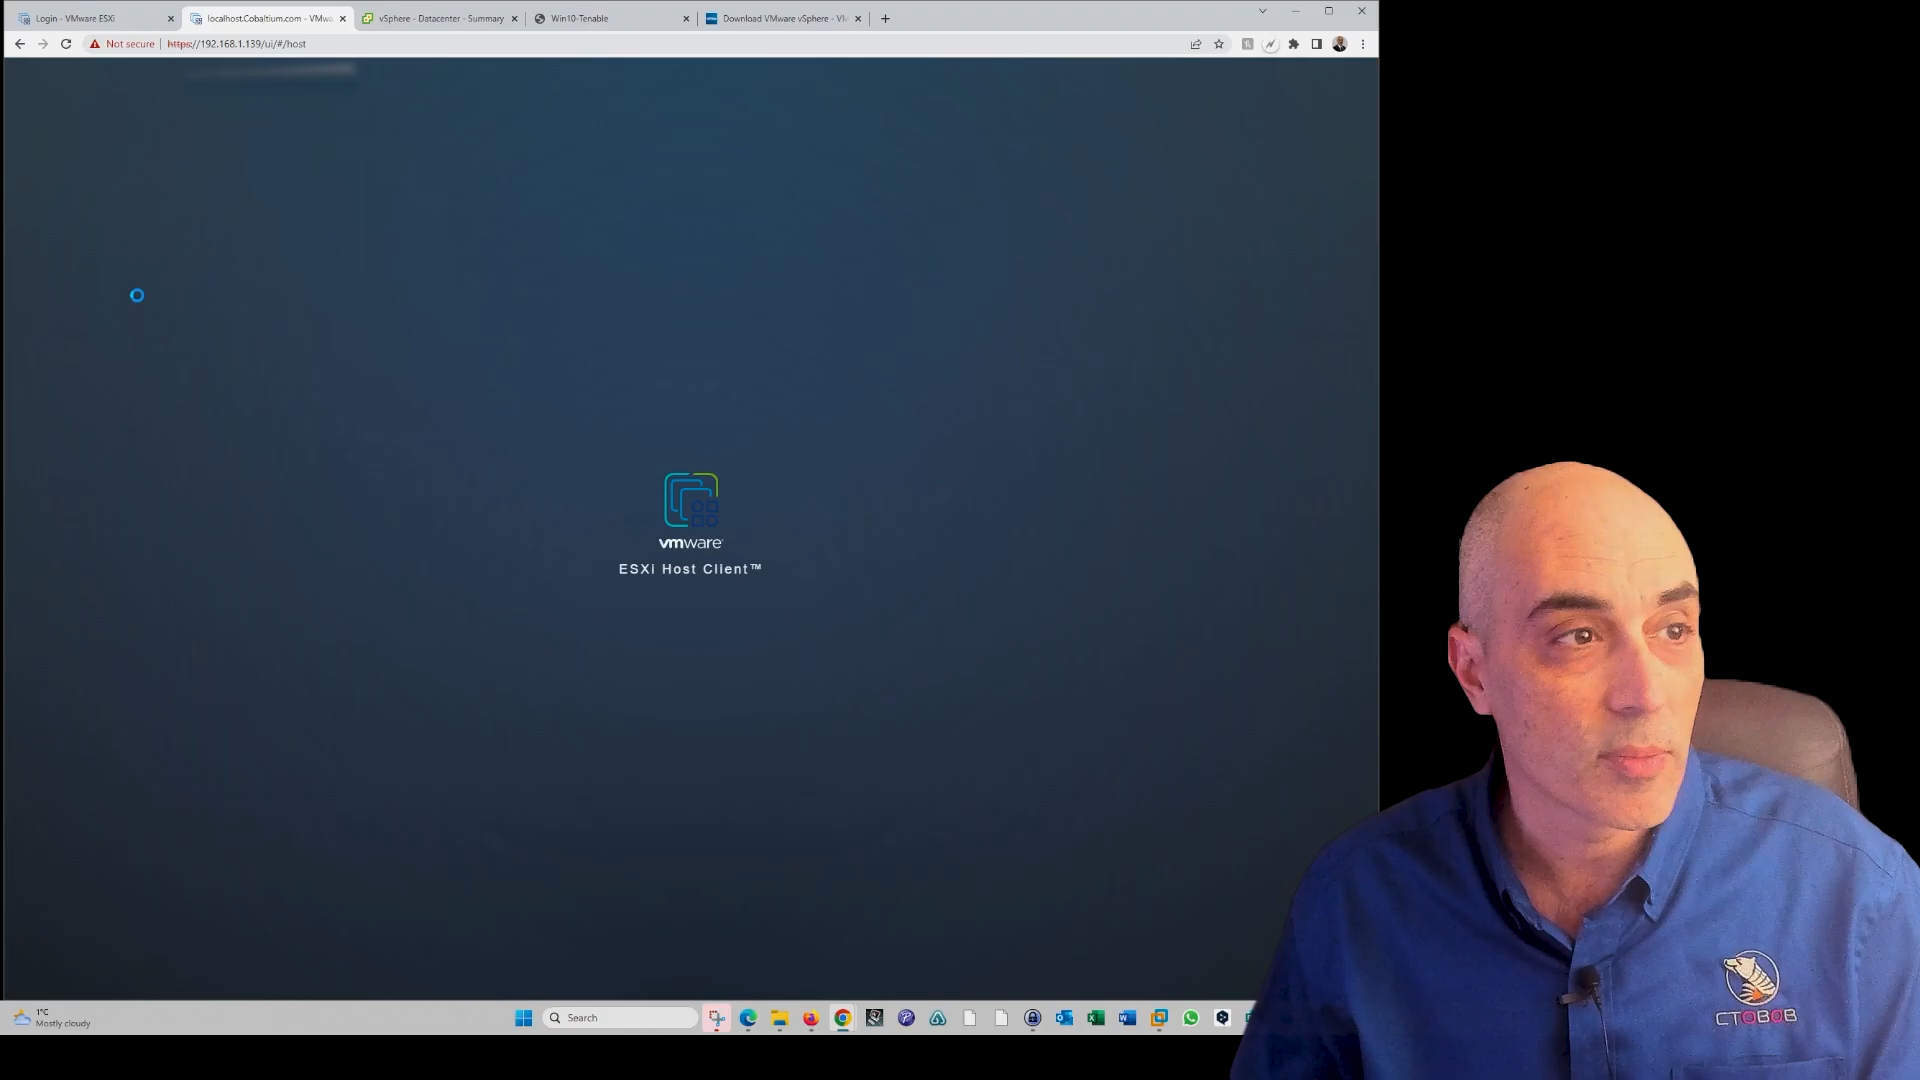 Login - VMware ESXi
localhost.Cobaltium.com - VMwa
vSphere - Datacenter - Summary
Win10-Tenable
Download VMware vSphere - VM
Not secure
https://192.168.1.139/ui/#/host
vmware
ESXi Host Client™
1°C
Mostly cloudy
Search
CTOBOB